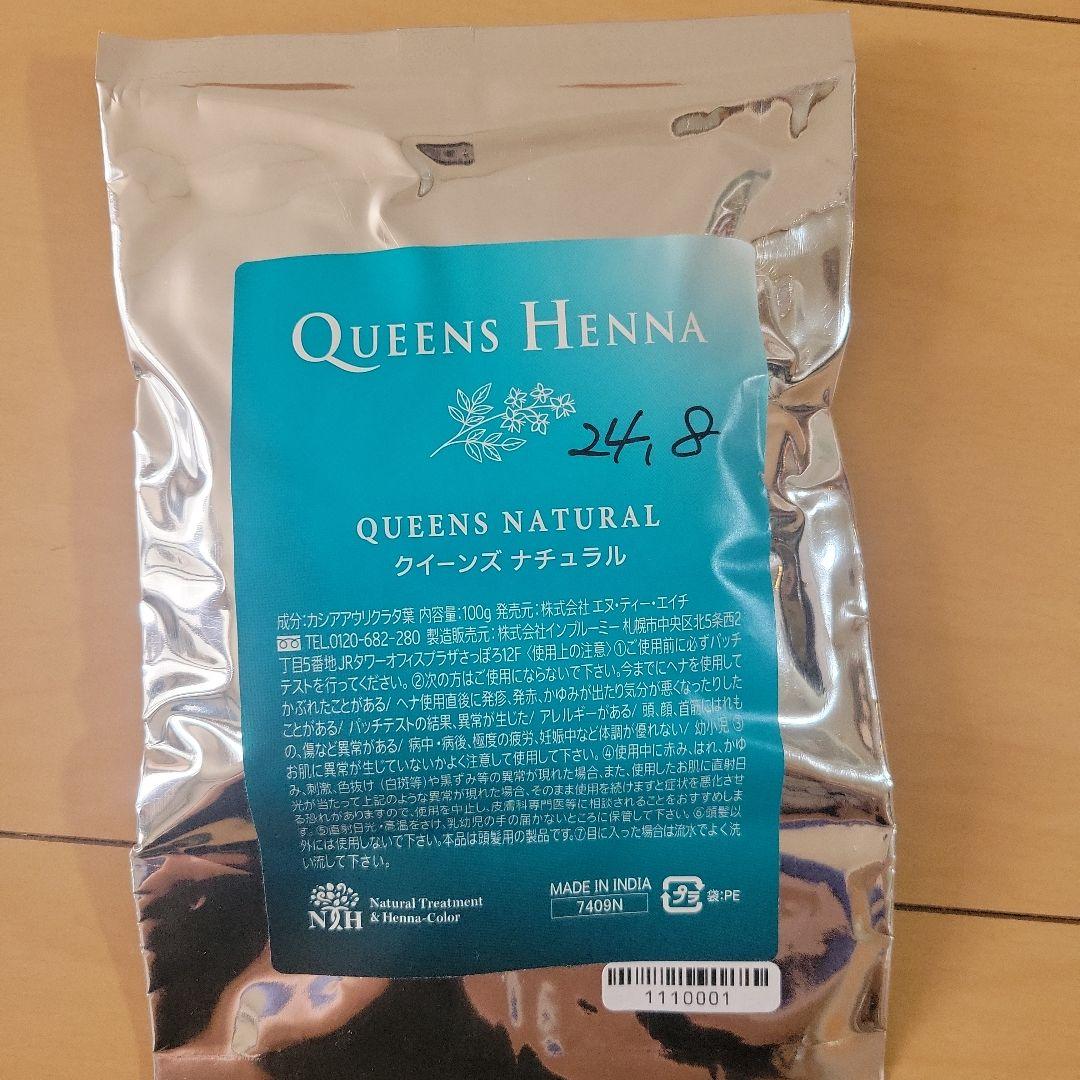 QUEENS HENNA
24,8
QUEENS NATURAL
クイーンズ ナチュラル
成分:カシアアウリクラタ葉 内容量:100g 発売元:株式会社 エヌ・ティー・エイチ
TEL.0120-682-280 製造販売元:株式会社インブルーミー 札幌市中央区北5条西2
丁目5番地JRタワーオフィスプラザさっぽろ12F 〈使用上の注意〉①ご使用前に必ずパッチ
テストを行ってください。②次の方はご使用にならないで下さい。今までにヘナを使用して
かぶれたことがある/ ヘナ使用直後に発疹、発赤、かゆみが出たり気分が悪くなったりした
ことがある/ パッチテストの結果、異常が生じた/ アレルギーがある/ 頭、顔、首筋にはれも
の、傷など異常がある/ 病中・病後、極度の疲労、妊娠中など体調が優れない/ 幼小児 ③
お肌に異常が生じていないかよく注意して使用して下さい。④使用中に赤み、はれ、かゆ
み、刺激、色抜け(白斑等)や黒ずみ等の異常が現れた場合、また、使用したお肌に直射日
光が当たって上記のような異常が現れた場合、そのまま使用を続けますと症状を悪化させ
る恐れがありますので、使用を中止し、皮膚科専門医等に相談されることをおすすめしま
す。⑤直射日光・高温をさけ、乳幼児の手の届かないところに保管して下さい。⑥頭髪以
外には使用しないで下さい。本品は頭髪用の製品です。⑦目に入った場合は流水でよく洗
い流して下さい。
NTH Natural Treatment
& Henna-Color
MADE IN INDIA
7409N
プラ 袋:PE
1110001